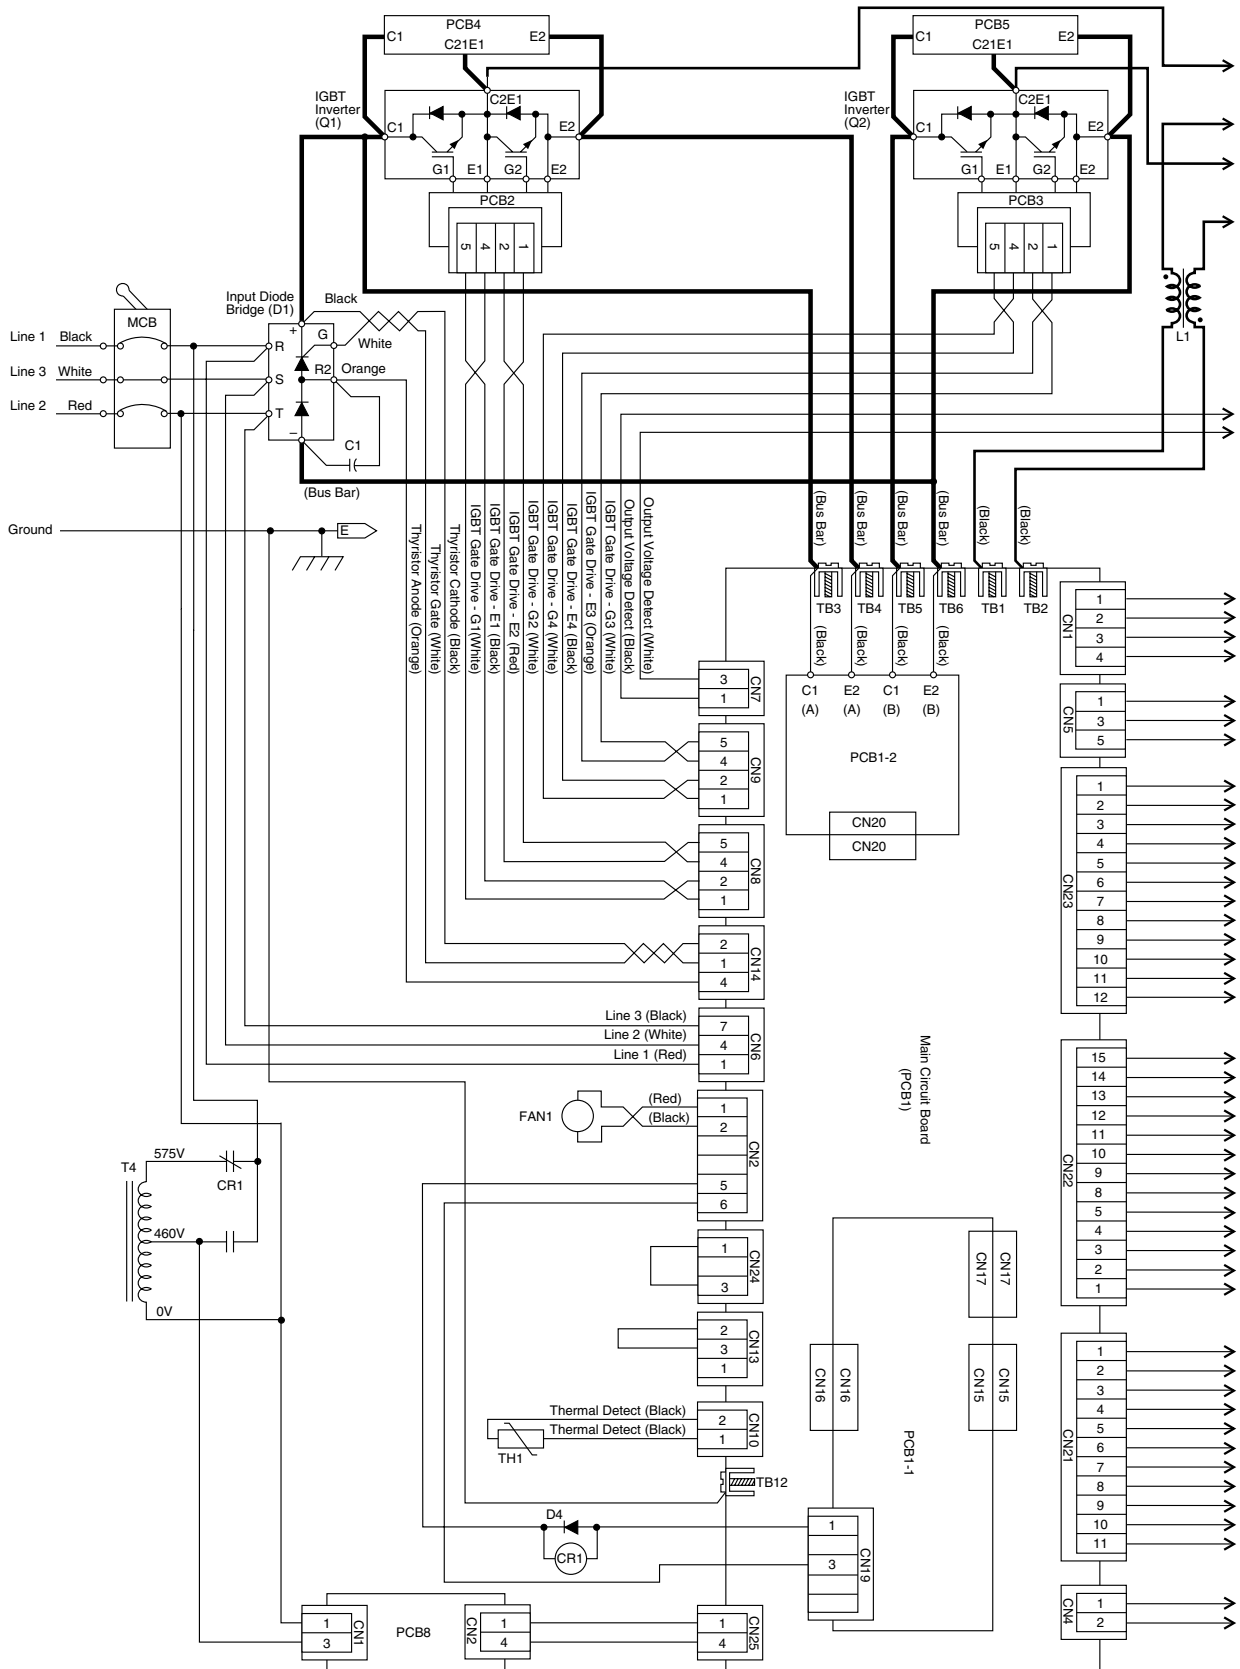 PCB4
C1
E2
C21E1
PCB5
C1
E2
C21E1
IGBT
Inverter
(Q1)
C2E1
C1
E2
G1
E1
G2
E2
IGBT
Inverter
(Q2)
C2E1
C1
E2
G1
E1
G2
E2
PCB2
5
4
2
1
PCB3
5
4
2
1
Input Diode
Bridge (D1)
Black
White
Orange
+
G
R
R2
S
T
–
C1
(Bus Bar)
MCB
Line 1 Black
Line 3 White
Line 2 Red
L1
Ground
E
Thyristor Anode (Orange)
Thyristor Gate (White)
Thyristor Cathode (Black)
IGBT Gate Drive - G1(White)
IGBT Gate Drive - E1 (Black)
IGBT Gate Drive - E2 (Red)
IGBT Gate Drive - G2 (White)
IGBT Gate Drive - G4 (White)
IGBT Gate Drive - E4 (Black)
IGBT Gate Drive - E3 (Orange)
IGBT Gate Drive - G3 (White)
Output Voltage Detect (Black)
Output Voltage Detect (White)
(Bus Bar)
(Bus Bar)
(Bus Bar)
(Bus Bar)
(Black)
(Black)
TB3
TB4
TB5
TB6
TB1
TB2
(Black)
(Black)
(Black)
(Black)
C1
(A)
E2
(A)
C1
(B)
E2
(B)
PCB1-2
CN20
CN20
CN7
3
1
CN9
5
4
2
1
CN8
5
4
2
1
CN14
2
1
4
Line 3 (Black)
Line 2 (White)
Line 1 (Red)
CN6
7
4
1
FAN1
(Red)
(Black)
CN2
1
2
5
6
T4
575V
CR1
460V
0V
CN24
1
3
CN13
2
3
1
Thermal Detect (Black)
Thermal Detect (Black)
TH1
CN10
2
1
TB12
D4
CR1
CN19
1
3
CN1
1
3
PCB8
CN2
1
4
CN25
1
4
Main Circuit Board
(PCB1)
CN17
CN17
CN16
CN16
CN15
CN15
PCB1-1
CN1
1
2
3
4
CN5
1
3
5
CN23
1
2
3
4
5
6
7
8
9
10
11
12
CN22
15
14
13
12
11
10
9
8
5
4
3
2
1
CN21
1
2
3
4
5
6
7
8
9
10
11
CN4
1
2